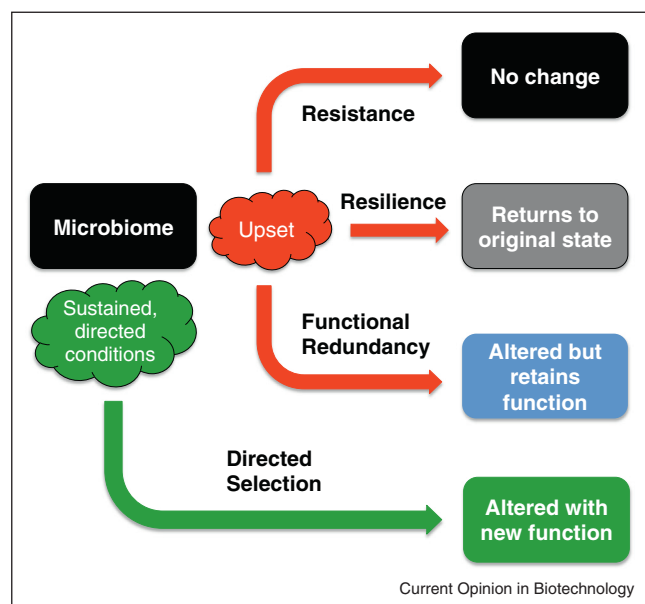 No change
Resistance
Microbiome
Upset
Resilience
Returns to
original state
Sustained,
directed
conditions
Functional
Redundancy
Altered but
retains
function
Directed
Selection
Altered with
new function
Current Opinion in Biotechnology